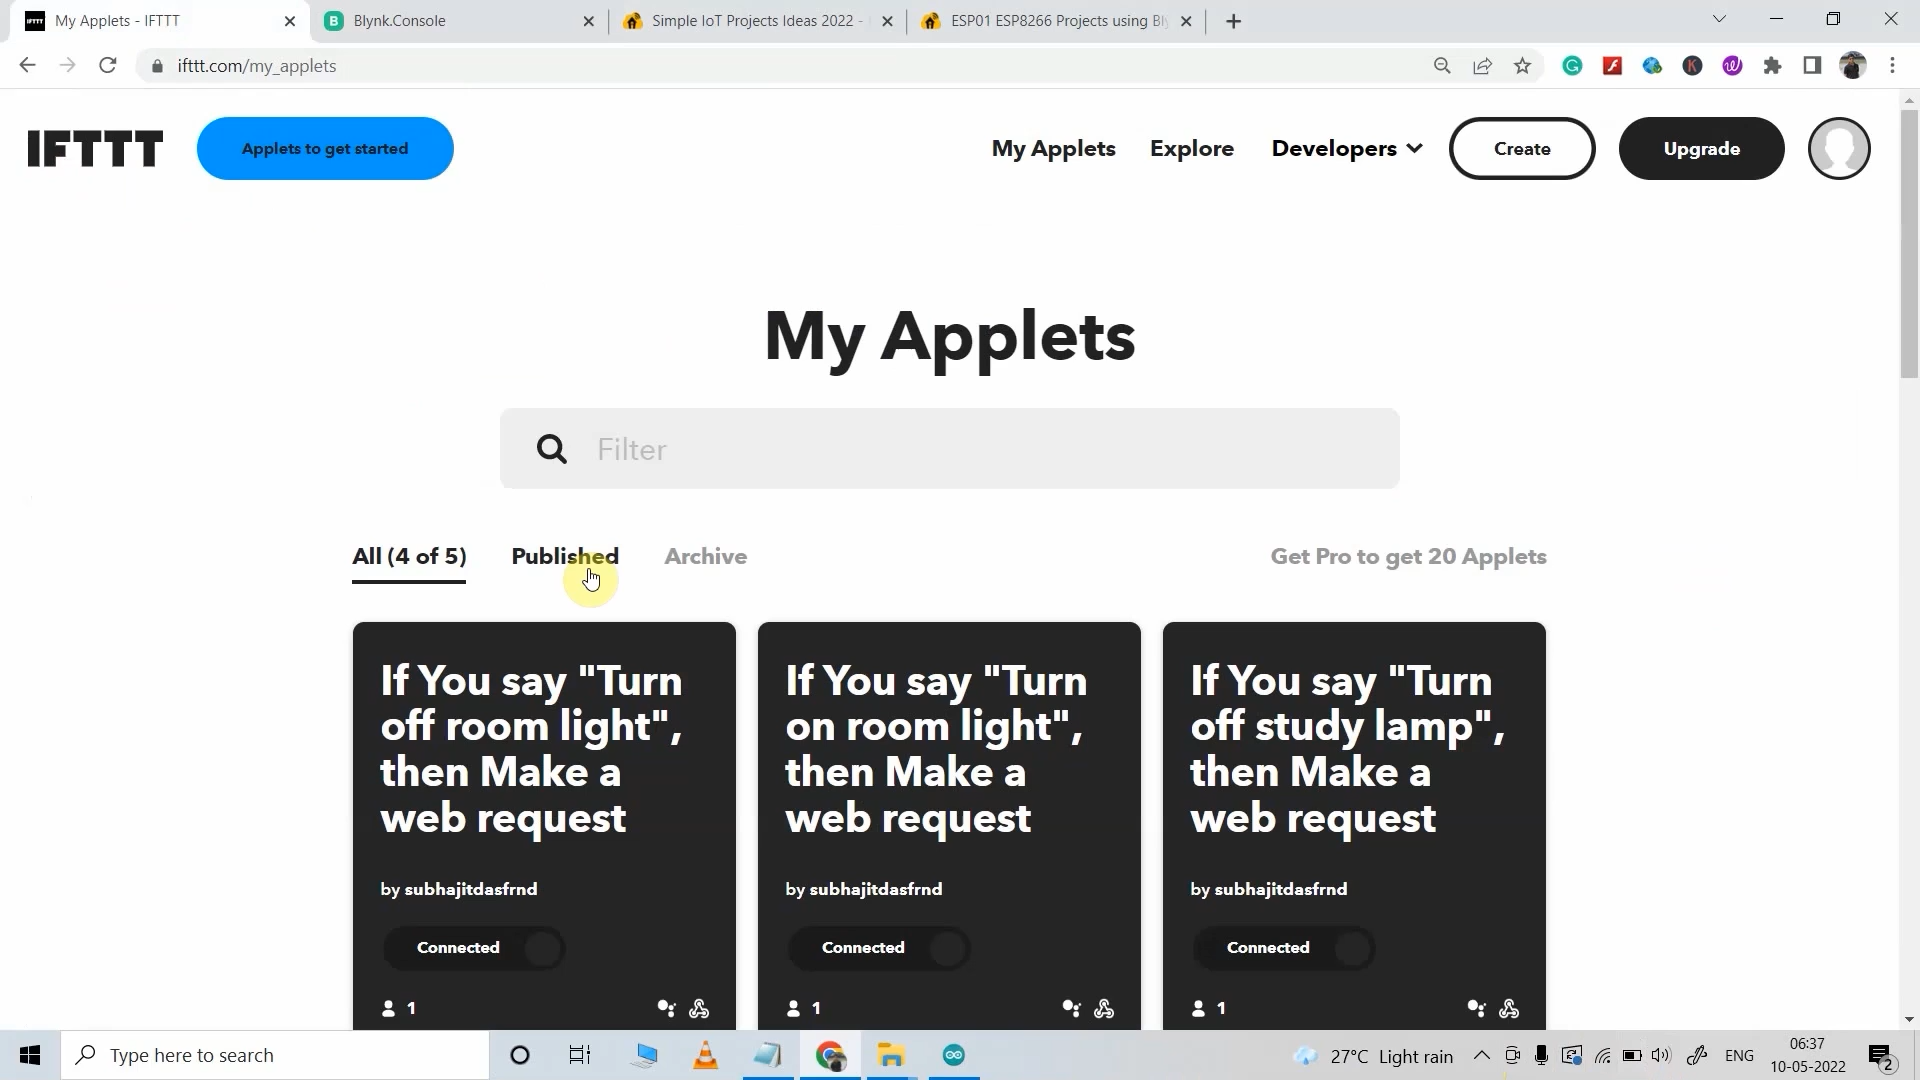 My Applets - IFTTT
Blynk.Console
Simple IoT Projects Ideas 2022 -
ESP01 ESP8266 Projects using Bly
ifttt.com/my_applets
IFTTT
Applets to get started
My Applets
Explore
Developers
Create
Upgrade
My Applets
Filter
All (4 of 5)
Published
Archive
Get Pro to get 20 Applets
If You say "Turn
off room light",
then Make a
web request
by subhajitdasfrnd
Connected
1
If You say "Turn
on room light",
then Make a
web request
by subhajitdasfrnd
Connected
1
If You say "Turn
off study lamp",
then Make a
web request
by subhajitdasfrnd
Connected
1
Type here to search
27°C Light rain
ENG
06:37
10-05-2022
2